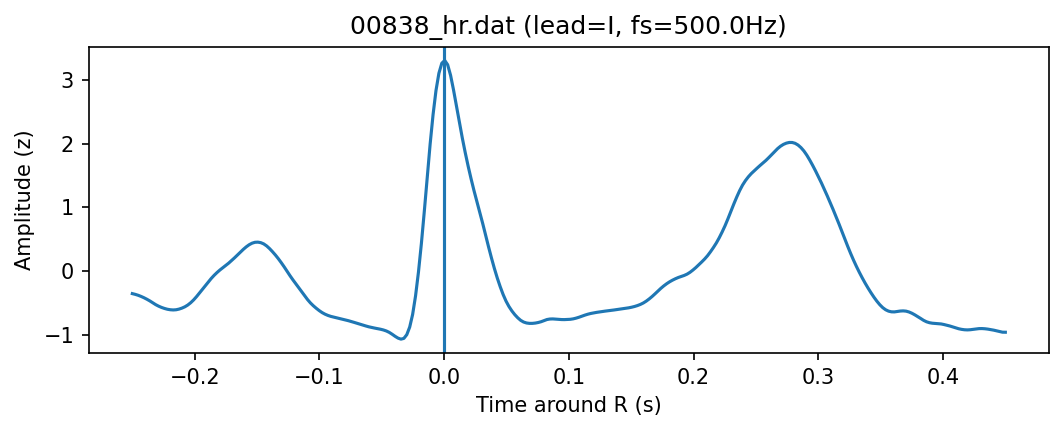 00838_hr.dat (lead=I, fs=500.0Hz)
Amplitude (z)
3
2
1
0
−1
−0.2 −0.1 0.0 0.1 0.2 0.3 0.4
Time around R (s)